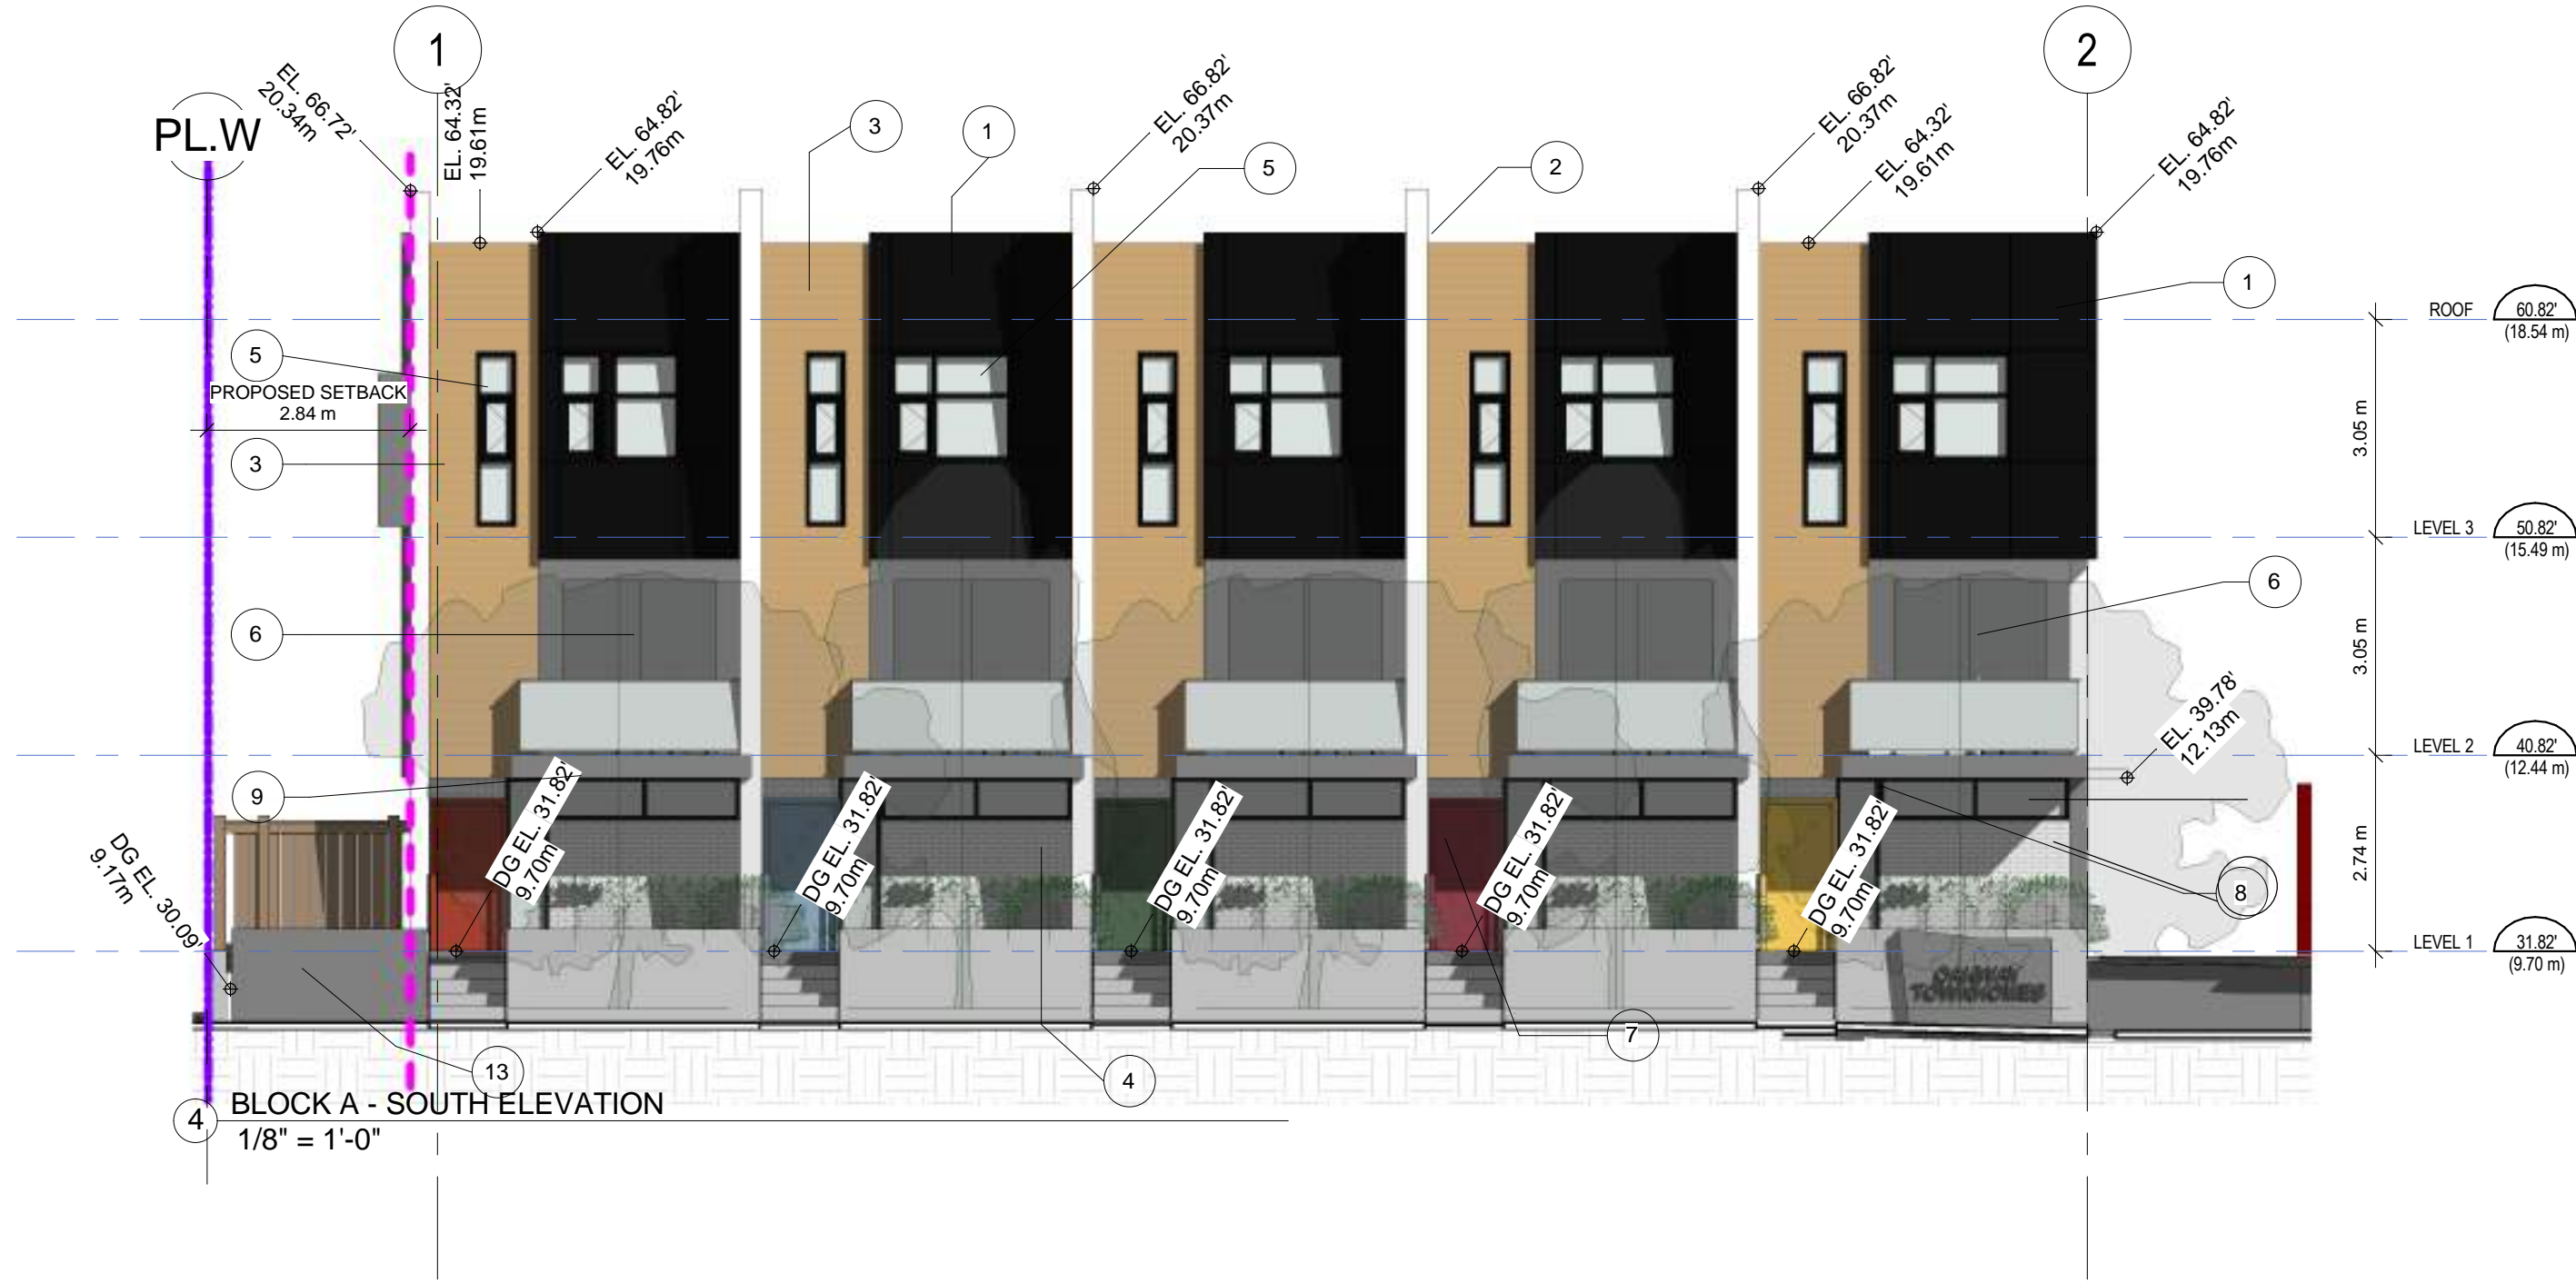 1
2
PL.W
EL. 66.72'
20.34m
EL. 64.32'
19.61m
EL. 64.82'
19.76m
3
1
EL. 66.82'
20.37m
5
2
EL. 66.82'
20.37m
EL. 64.32'
19.61m
EL. 64.82'
19.76m
1
ROOF
60.82'
(18.54 m)
5
PROPOSED SETBACK
2.84 m
3
3.05 m
LEVEL 3
50.82'
(15.49 m)
6
6
3.05 m
EL. 39.78'
12.13m
LEVEL 2
40.82'
(12.44 m)
9
DG EL. 30.09'
9.17m
DG EL. 31.82'
9.70m
DG EL. 31.82'
9.70m
DG EL. 31.82'
9.70m
DG EL. 31.82'
9.70m
DG EL. 31.82'
9.70m
8
2.74 m
LEVEL 1
31.82'
(9.70 m)
TOWNHOMES
7
13
4
4
BLOCK A - SOUTH ELEVATION
1/8" = 1'-0"